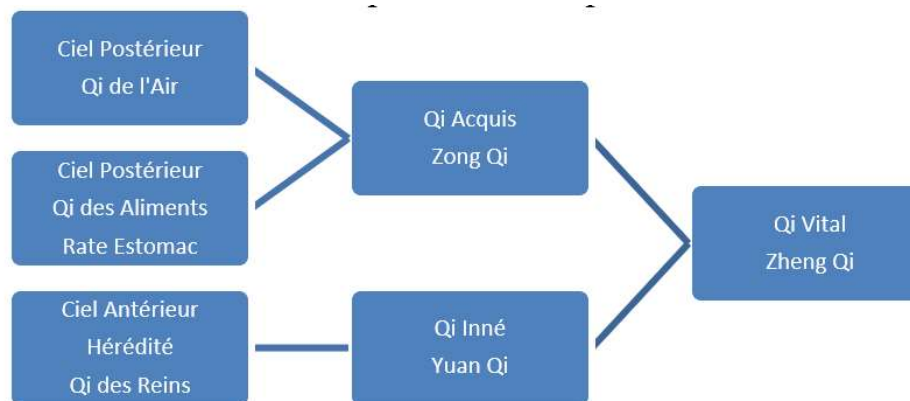 Ciel Postérieur
Qi de l'Air
Ciel Postérieur
Qi des Aliments
Rate Estomac
Ciel Antérieur
Hérédité
Qi des Reins
Qi Acquis
Zong Qi
Qi Inné
Yuan Qi
Qi Vital
Zheng Qi